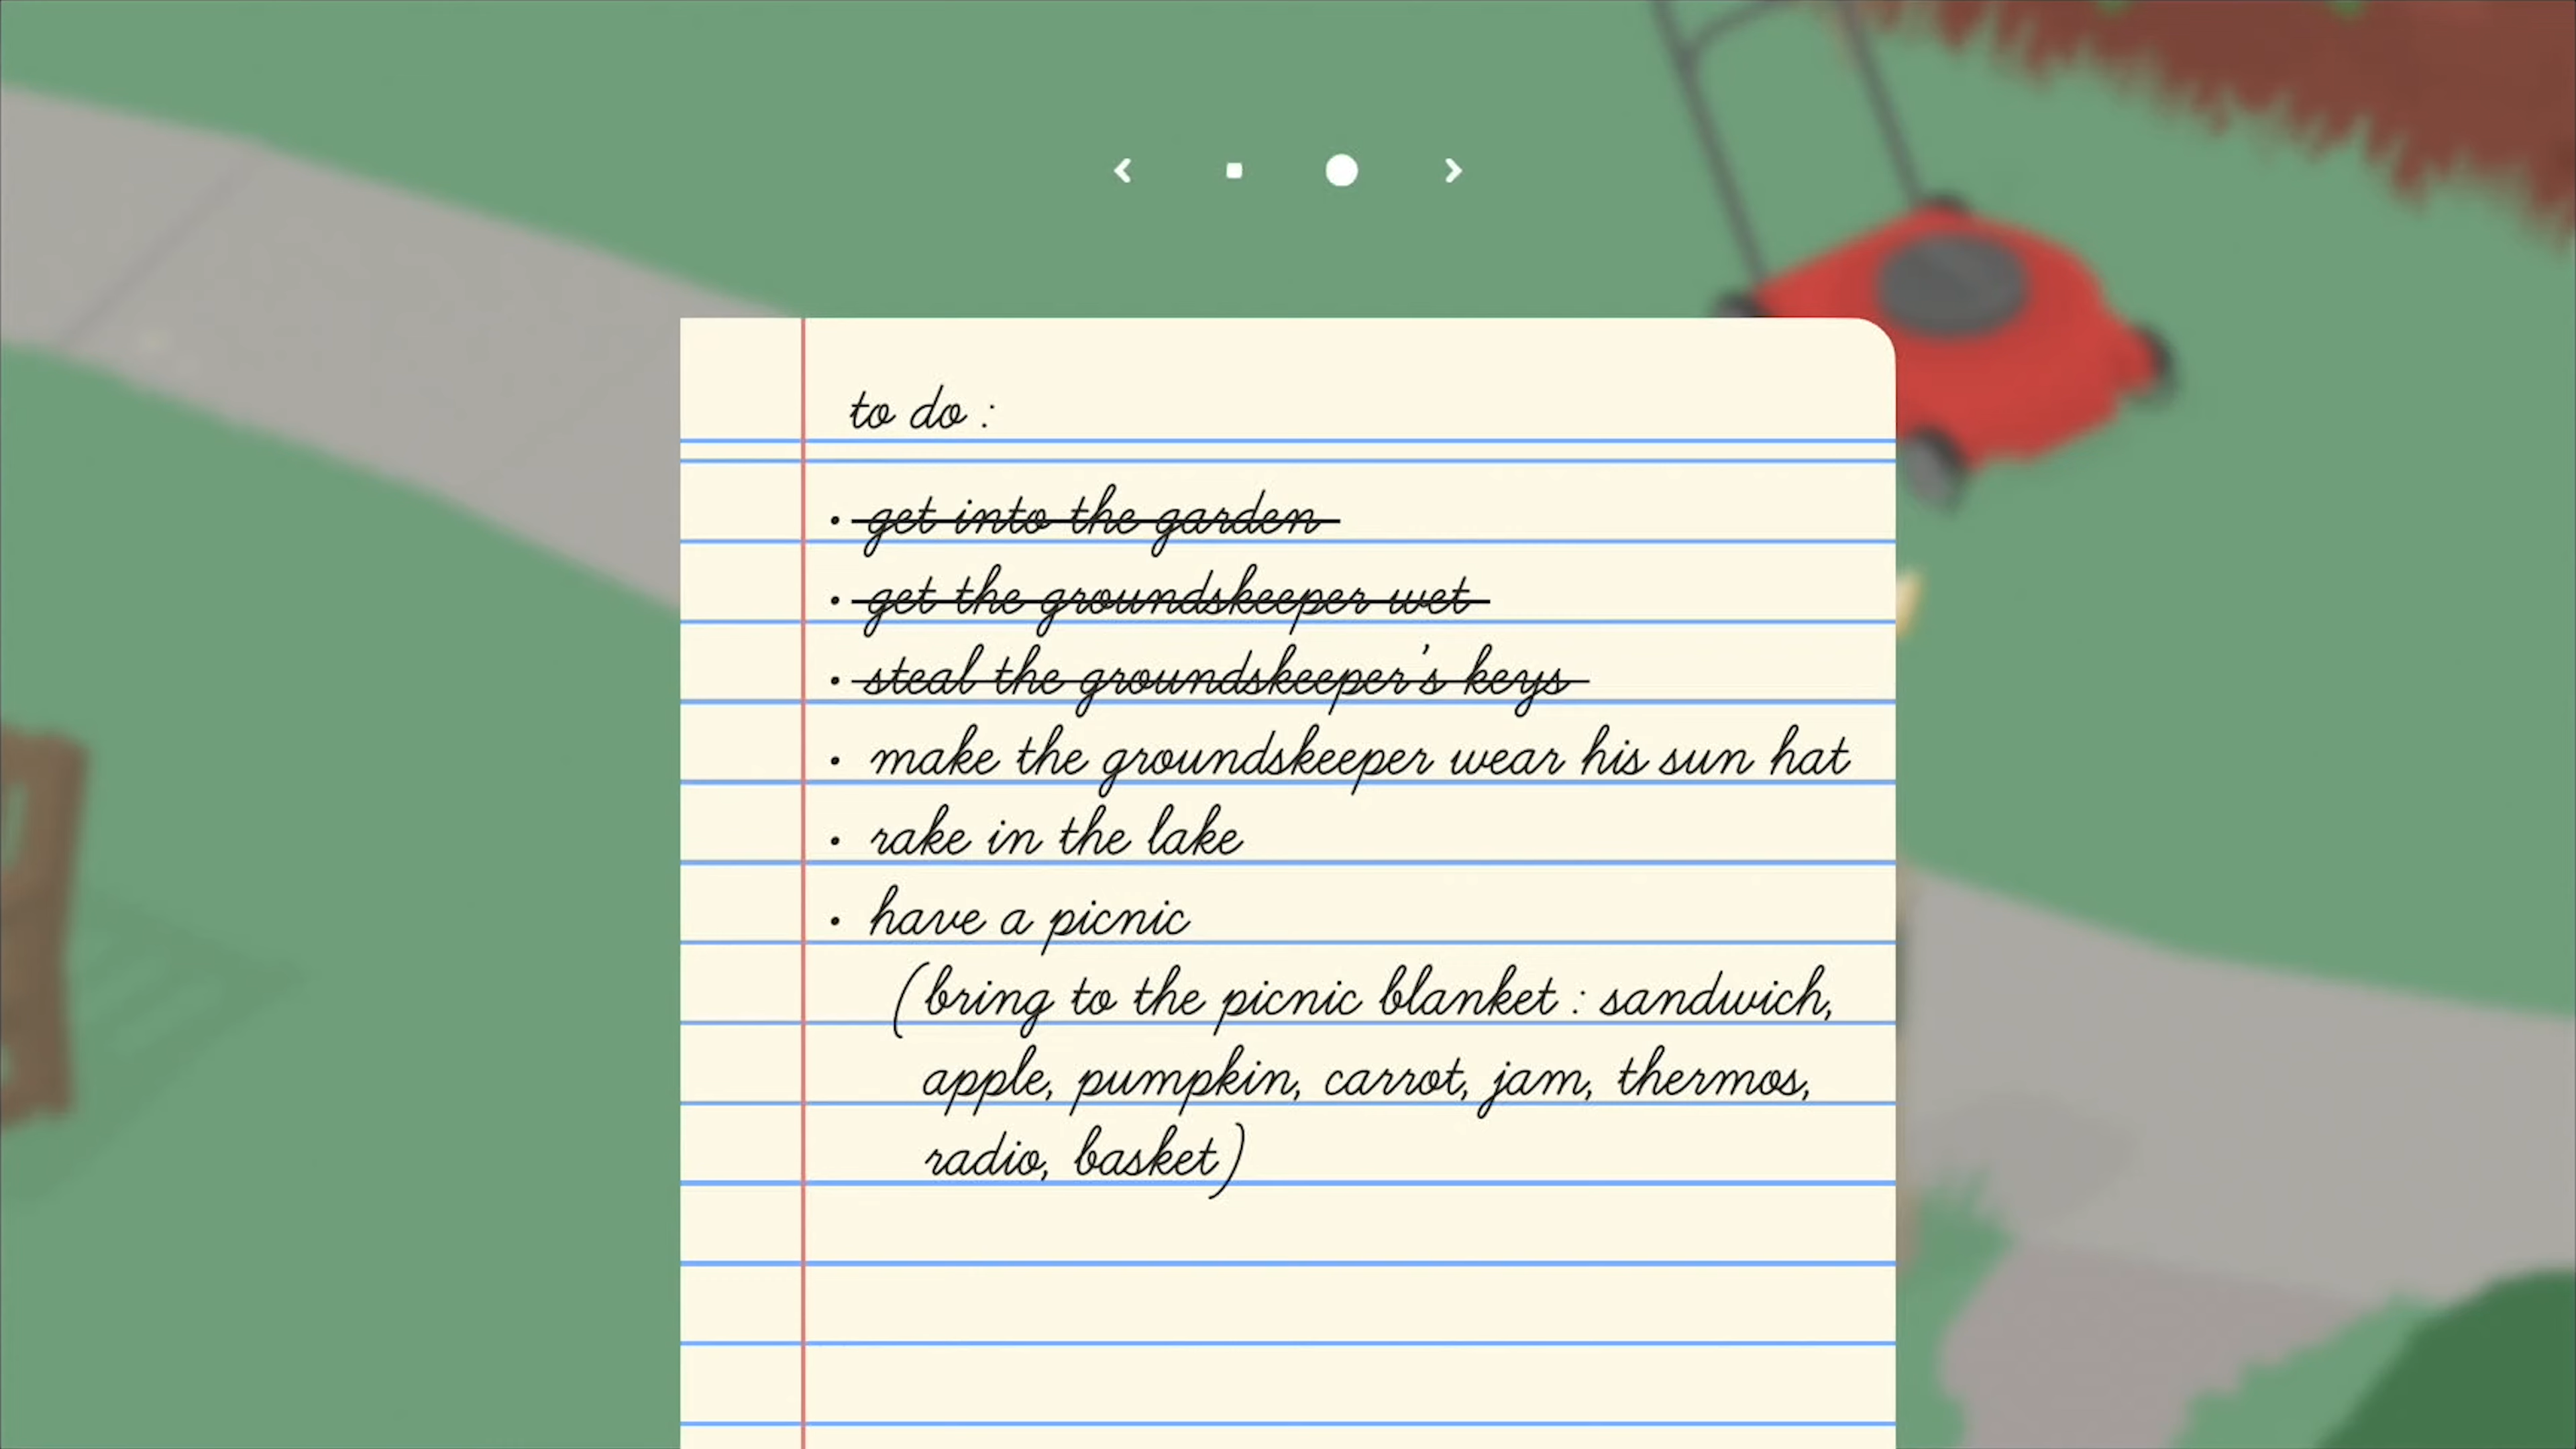 to do :
• get into the garden
• get the groundskeeper wet
• steal the groundskeeper's keys
• make the groundskeeper wear his sun hat
• rake in the lake
• have a picnic
(bring to the picnic blanket : sandwich,
apple, pumpkin, carrot, jam, thermos,
radio, basket)